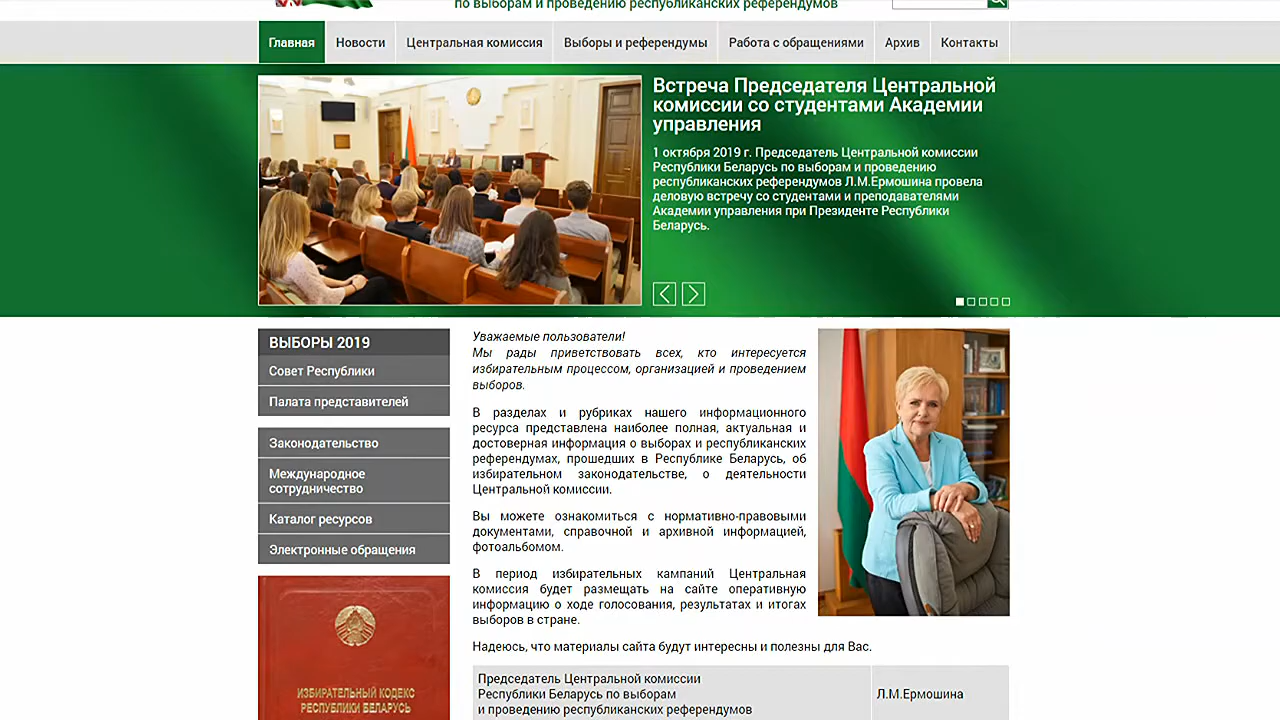 по выборам и проведению республиканских референдумов
Главная
Новости
Центральная комиссия
Выборы и референдумы
Работа с обращениями
Архив
Контакты
Встреча Председателя Центральной
комиссии со студентами Академии
управления
1 октября 2019 г. Председатель Центральной комиссии
Республики Беларусь по выборам и проведению
республиканских референдумов Л.М.Ермошина провела
деловую встречу со студентами и преподавателями
Академии управления при Президенте Республики
Беларусь.
ВЫБОРЫ 2019
Совет Республики
Палата представителей
Законодательство
Международное
сотрудничество
Каталог ресурсов
Электронные обращения
ИЗБИРАТЕЛЬНЫЙ КОДЕКС
РЕСПУБЛИКИ БЕЛАРУСЬ
Уважаемые пользователи!
Мы рады приветствовать всех, кто интересуется
избирательным процессом, организацией и проведением
выборов.
В разделах и рубриках нашего информационного
ресурса представлена наиболее полная, актуальная и
достоверная информация о выборах и республиканских
референдумах, прошедших в Республике Беларусь, об
избирательном законодательстве, о деятельности
Центральной комиссии.
Вы можете ознакомиться с нормативно-правовыми
документами, справочной и архивной информацией,
фотоальбомом.
В период избирательных кампаний Центральная
комиссия будет размещать на сайте оперативную
информацию о ходе голосования, результатах и итогах
выборов в стране.
Надеюсь, что материалы сайта будут интересны и полезны для Вас.
Председатель Центральной комиссии
Республики Беларусь по выборам
и проведению республиканских референдумов
Л.М.Ермошина